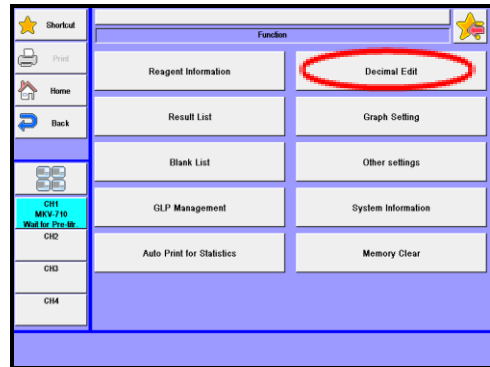 Shortcut
Function
Print
Home
Back
Reagent Information
Decimal Edit
Result List
Graph Setting
Blank List
Other settings
GLP Management
System Information
Auto Print for Statistics
Memory Clear
CH1
MKV-710
Wait for Pre-titr.
CH2
CH3
CH4